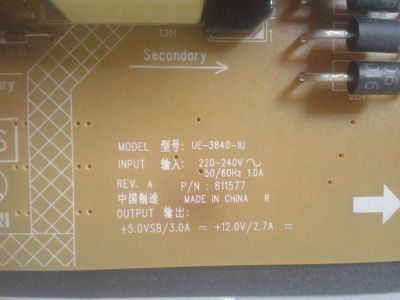 T301
Secondary
ary
MODEL 型号: UE-3840-1U
INPUT 输入: 220-240V
50/60Hz 1.0A
REV. A P/N: 811577
中国制造 MADE IN CHINA R
OUTPUT 输出:
+5.0VSB/3.0A ⎓ +12.0V/2.7A ⎓